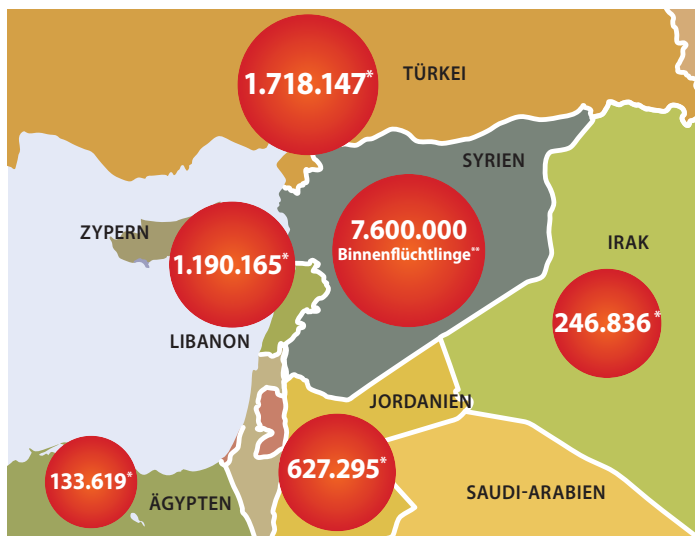 1.718.147*
TÜRKEI
SYRIEN
ZYPERN
7.600.000
Binnenflüchtlinge**
1.190.165*
IRAK
246.836*
LIBANON
JORDANIEN
627.295*
133.619*
ÄGYPTEN
SAUDI-ARABIEN